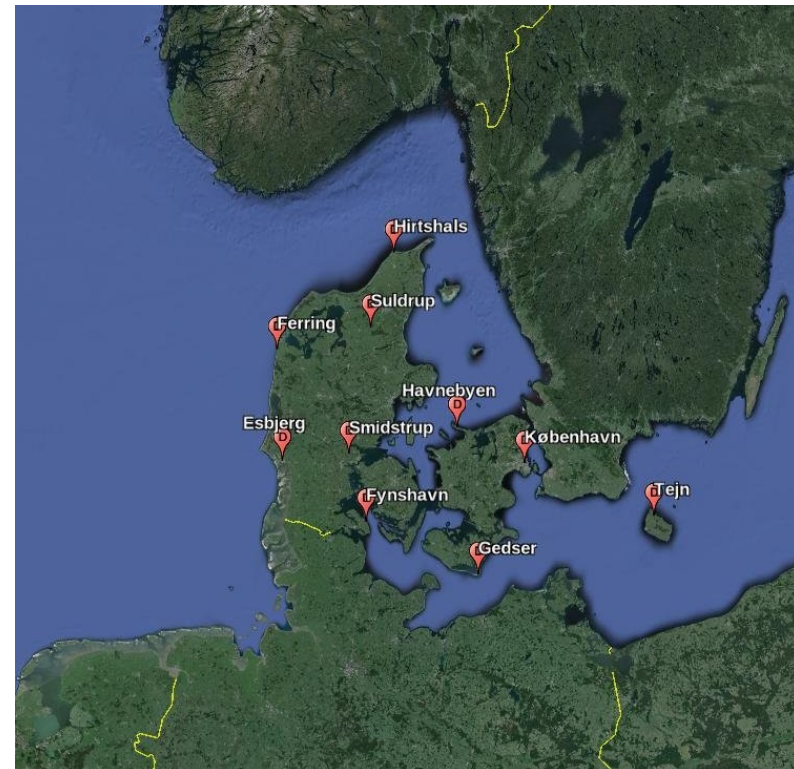 Hirtshals
Suldrup
Ferring
Havnebyen
Esbjerg
Smidstrup
København
Tejn
Fynshavn
Gedser